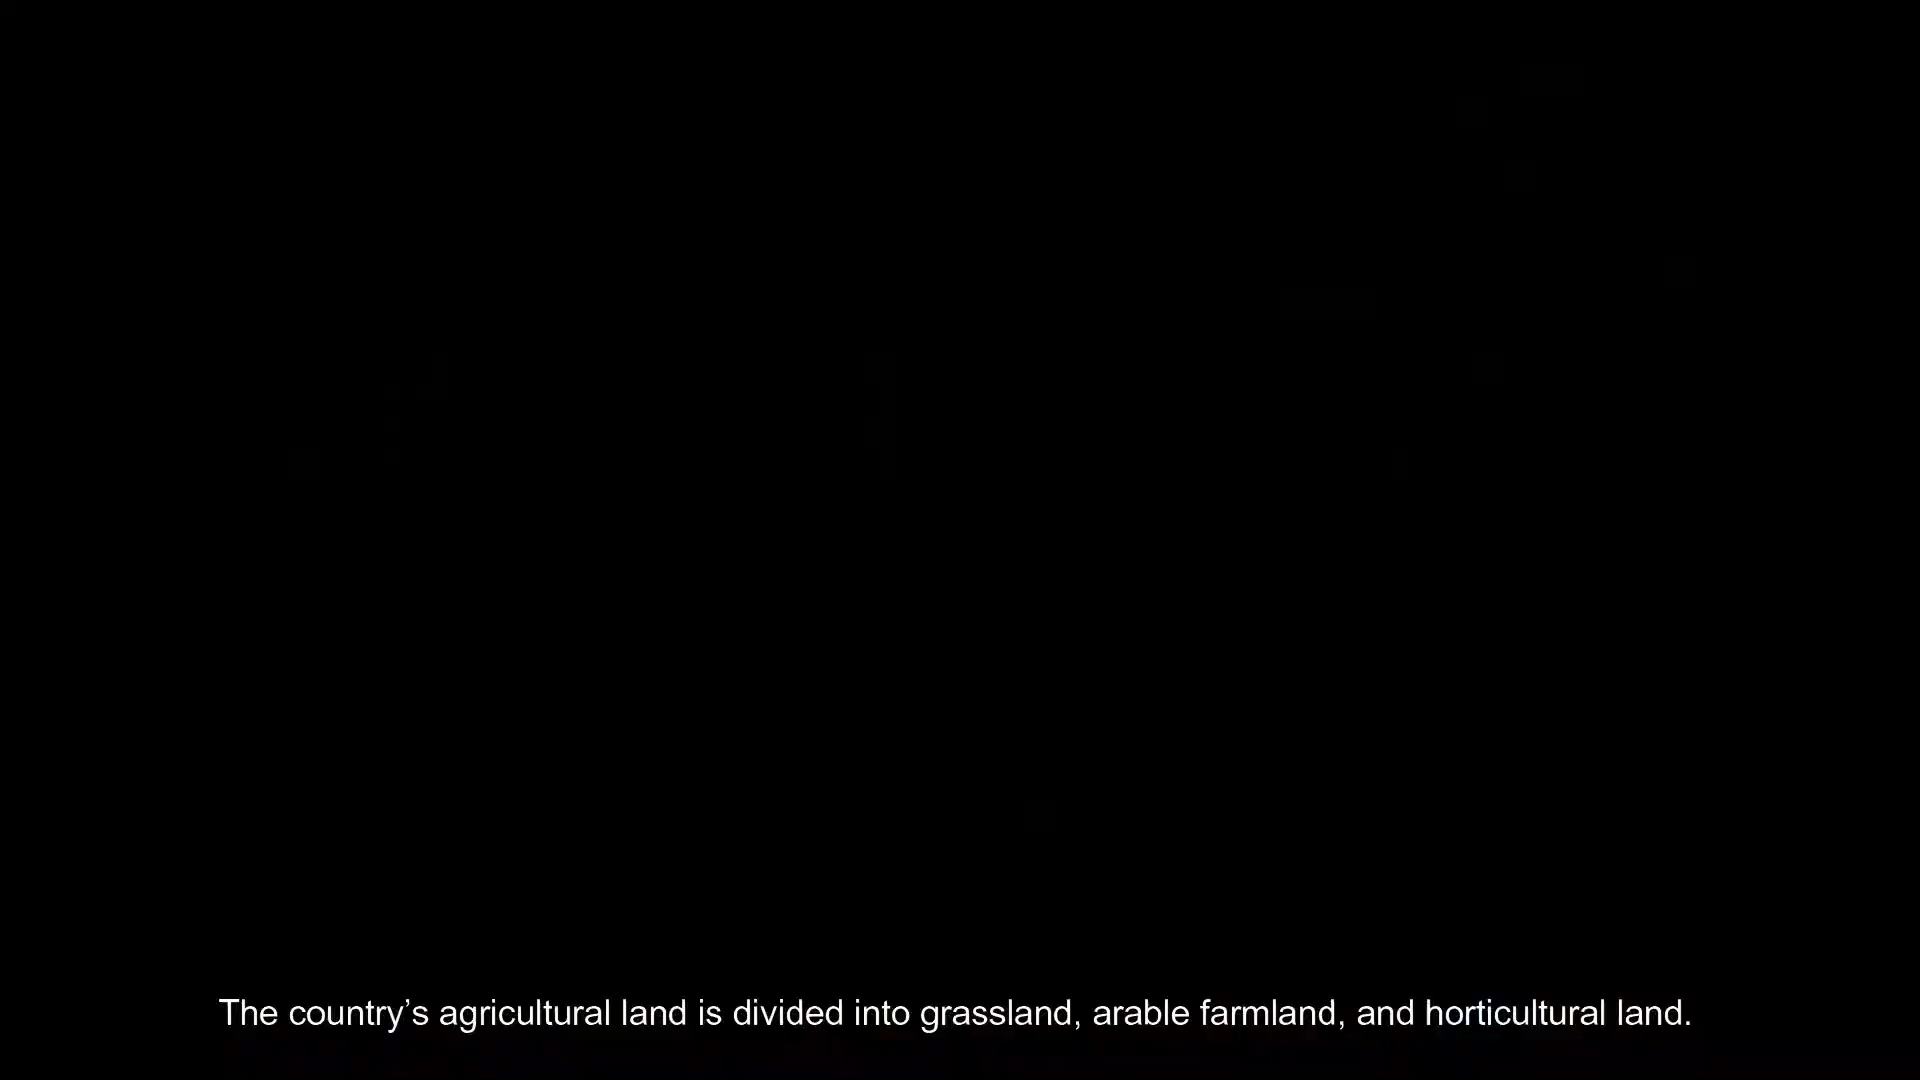 The country’s agricultural land is divided into grassland, arable farmland, and horticultural land.